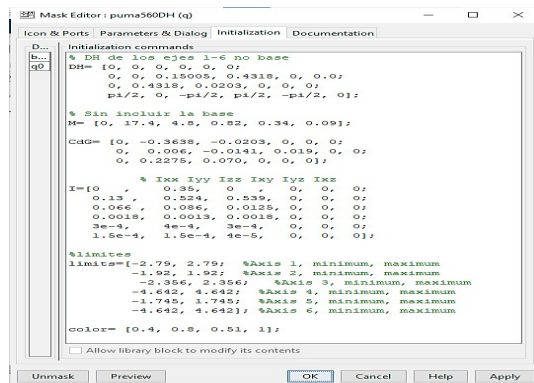 Mask Editor : puma560DH (q)
Icon & Ports Parameters & Dialog Initialization Documentation
D... Initialization commands
b...
q0
% DH de los ejes 1-6 no base
DH= [0, 0, 0, 0, 0, 0;
0, 0, 0.15005, 0.4318, 0, 0.0;
0, 0.4318, 0.0203, 0, 0, 0;
pi/2, 0, -pi/2, pi/2, -pi/2, 0];
% Sin incluir la base
M= [0, 17.4, 4.8, 0.82, 0.34, 0.09];
CdG= [0, -0.3638, -0.0203, 0, 0, 0;
0, 0.006, -0.0141, 0.019, 0, 0;
0, 0.2275, 0.070, 0, 0, 0];
% Ixx Iyy Izz Ixy Iyz Ixz
I=[0 , 0.35, 0 , 0, 0, 0;
0.13 , 0.524, 0.539, 0, 0, 0;
0.066 , 0.086, 0.0125, 0, 0, 0;
0.0018, 0.0013, 0.0018, 0, 0, 0;
3e-4, 4e-4, 3e-4, 0, 0, 0;
1.5e-4, 1.5e-4, 4e-5, 0, 0, 0];
%limites
limits=[-2.79, 2.79; %Axis 1, minimum, maximum
-1.92, 1.92; %Axis 2, minimum, maximum
-2.356, 2.356; %Axis 3, minimum, maximum
-4.642, 4.642; %Axis 4, minimum, maximum
-1.745, 1.745; %Axis 5, minimum, maximum
-4.642, 4.642]; %Axis 6, minimum, maximum
color= [0.4, 0.8, 0.51, 1];
Allow library block to modify its contents
Unmask Preview OK Cancel Help Apply